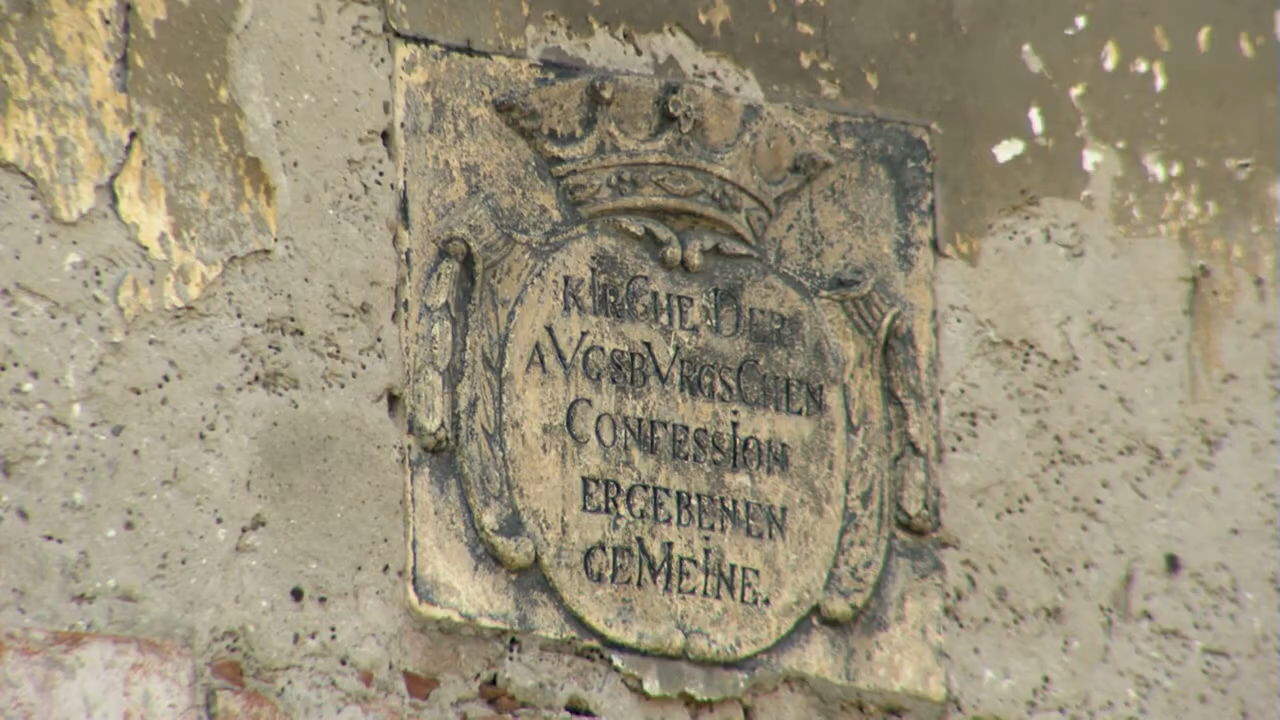 KIRCHE DER
AVGSBVRGSCHEN
CONFESSION
ERGEBENEN
GEMEINE.